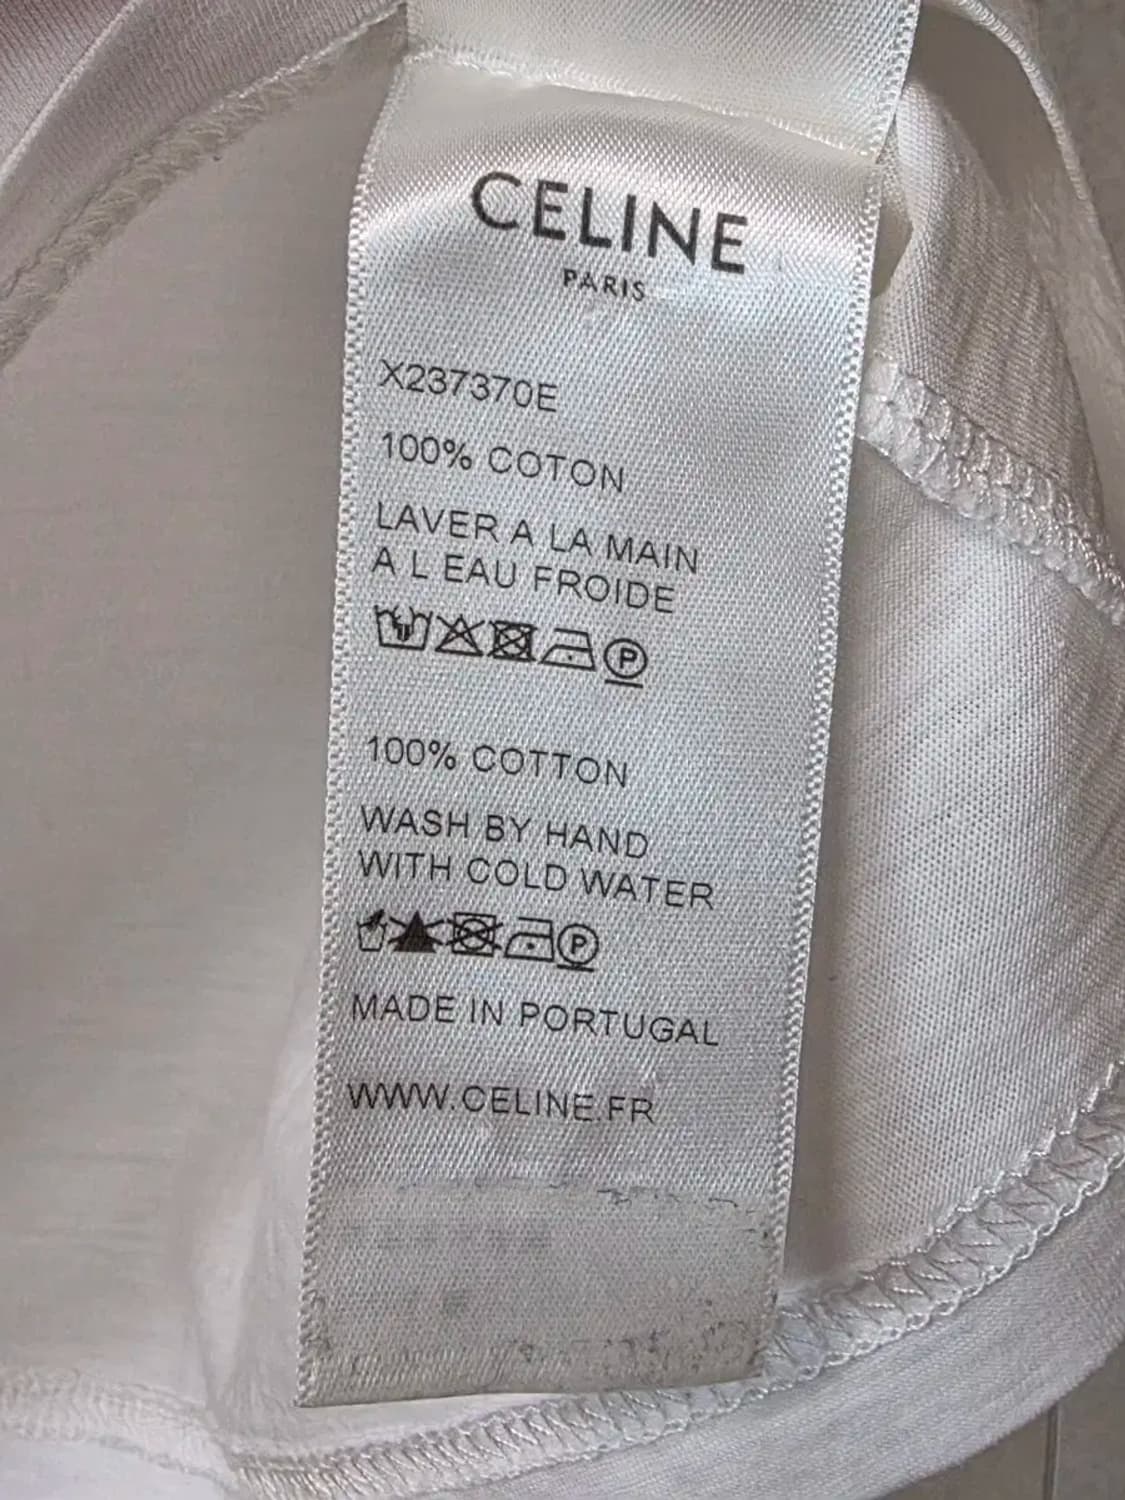 CELINE
PARIS
X237370E
100% COTON
LAVER A LA MAIN
A L EAU FROIDE
P
100% COTTON
WASH BY HAND
WITH COLD WATER
P
MADE IN PORTUGAL
WWW.CELINE.FR